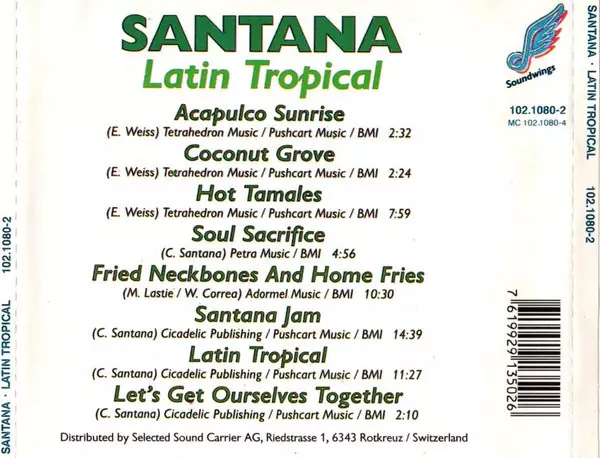 SANTANA
Latin Tropical
Acapulco Sunrise
(E. Weiss) Tetrahedron Music / Pushcart Music / BMI 2:32
Coconut Grove
(E. Weiss) Tetrahedron Music / Pushcart Music / BMI 2:24
Hot Tamales
(E. Weiss) Tetrahedron Music / Pushcart Music / BMI 7:59
Soul Sacrifice
(C. Santana) Petra Music / BMI 4:56
Fried Neckbones And Home Fries
(M. Lastie / W. Correa) Adormel Music / BMI 10:30
Santana Jam
(C. Santana) Cicadelic Publishing / Pushcart Music / BMI 14:39
Latin Tropical
(C. Santana) Cicadelic Publishing / Pushcart Music / BMI 11:27
Let's Get Ourselves Together
(C. Santana) Cicadelic Publishing / Pushcart Music / BMI 2:10
Distributed by Selected Sound Carrier AG, Riedstrasse 1, 6343 Rotkreuz / Switzerland
Soundwings
102.1080-2
MC 102.1080-4
7 619929 135026
SANTANA · LATIN TROPICAL 102.1080-2
SANTANA · LATIN TROPICAL 102.1080-2